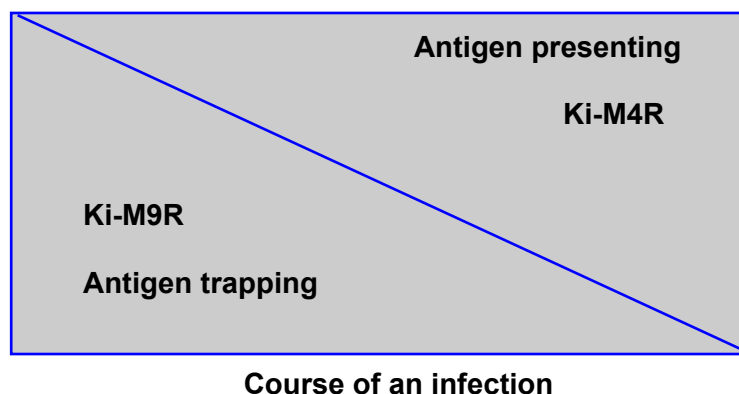 Antigen presenting
Ki-M4R
Ki-M9R
Antigen trapping
Course of an infection